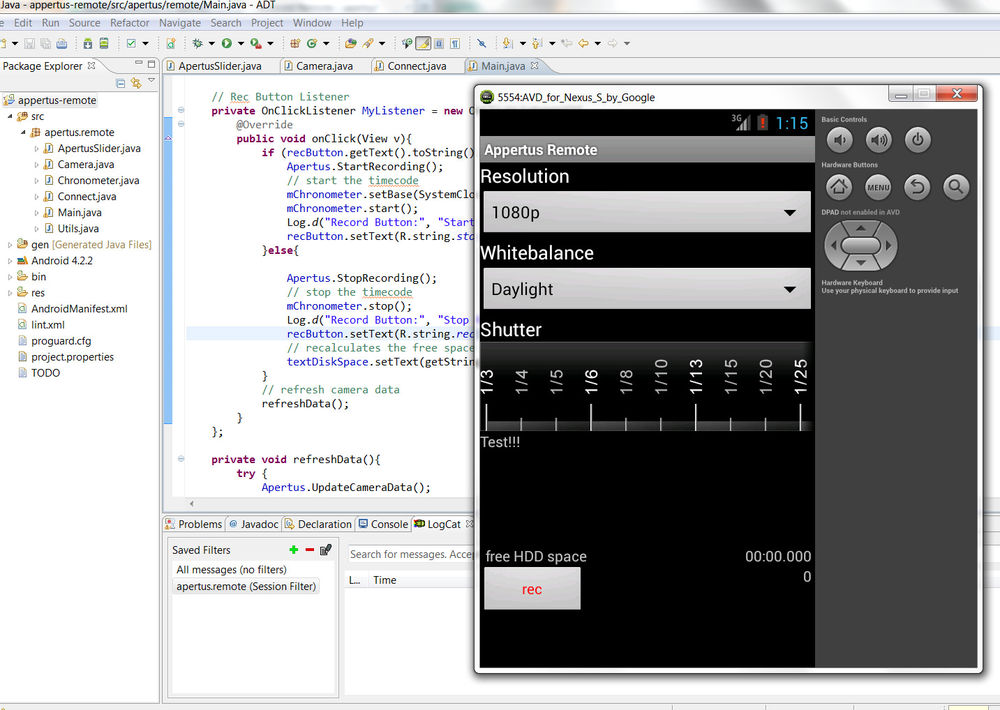 Java - appertus-remote/src/apertus/remote/Main.java - ADT
Edit Run Source Refactor Navigate Search Project Window Help
Package Explorer
appertus-remote
src
apertus.remote
ApertusSlider.java
Camera.java
Chronometer.java
Connect.java
Main.java
Utils.java
gen [Generated Java Files]
Android 4.2.2
bin
res
AndroidManifest.xml
lint.xml
proguard.cfg
project.properties
TODO
ApertusSlider.java Camera.java Connect.java Main.java
// Rec Button Listener
private OnClickListener MyListener = new
@Override
public void onClick(View v){
if (recButton.getText().toString()
Apertus.StartRecording();
// start the timecode
mChronometer.setBase(SystemClo
mChronometer.start();
Log.d("Record Button:", "Start
recButton.setText(R.string.sto
}else{
Apertus.StopRecording();
// stop the timecode
mChronometer.stop();
Log.d("Record Button:", "Stop
recButton.setText(R.string.rec
// recalculates the free space
textDiskSpace.setText(getStrin
}
// refresh camera data
refreshData();
}
};
private void refreshData(){
try {
Apertus.UpdateCameraData();
Problems Javadoc Declaration Console LogCat
Saved Filters
All messages (no filters)
apertus.remote (Session Filter)
Search for messages. Accep
L... Time
5554:AVD_for_Nexus_S_by_Google
3G 1:15
Appertus Remote
Resolution
1080p
Whitebalance
Daylight
Shutter
1/3 1/4 1/5 1/6 1/8 1/10 1/13 1/15 1/20 1/25
Test!!!
free HDD space 00:00.000
0
rec
Basic Controls
Hardware Buttons
MENU
DPAD not enabled in AVD
Hardware Keyboard
Use your physical keyboard to provide input